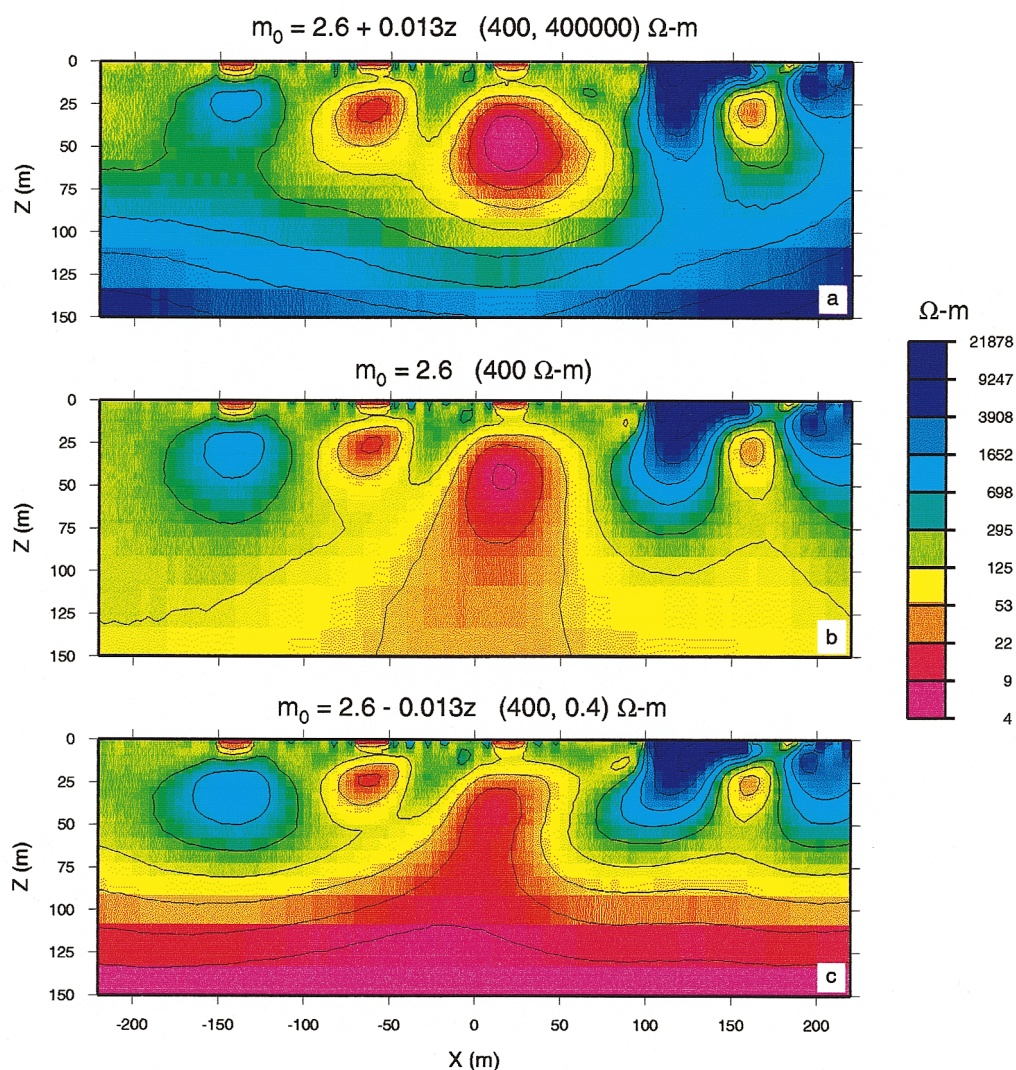 m₀ = 2.6 + 0.013z (400, 400000) Ω-m
0
25
50
75
100
125
150
Z (m)
a
m₀ = 2.6 (400 Ω-m)
0
25
50
75
100
125
150
Z (m)
b
m₀ = 2.6 - 0.013z (400, 0.4) Ω-m
0
25
50
75
100
125
150
Z (m)
c
-200 -150 -100 -50 0 50 100 150 200
X (m)
Ω-m
21878
9247
3908
1652
698
295
125
53
22
9
4